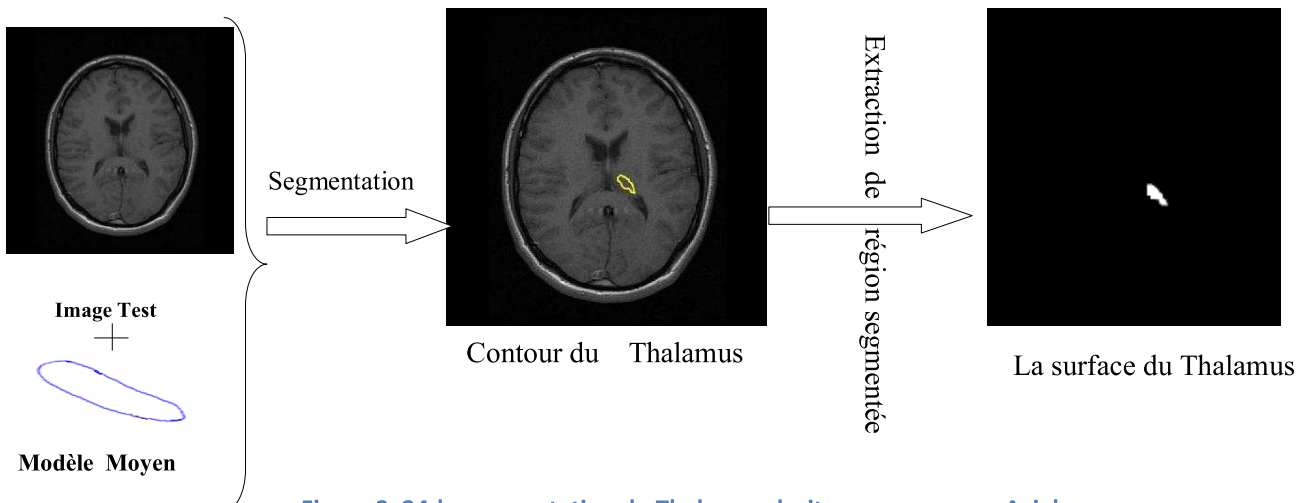 Image Test
Modèle Moyen
Segmentation
Contour du Thalamus
Extraction de région segmentée
La surface du Thalamus